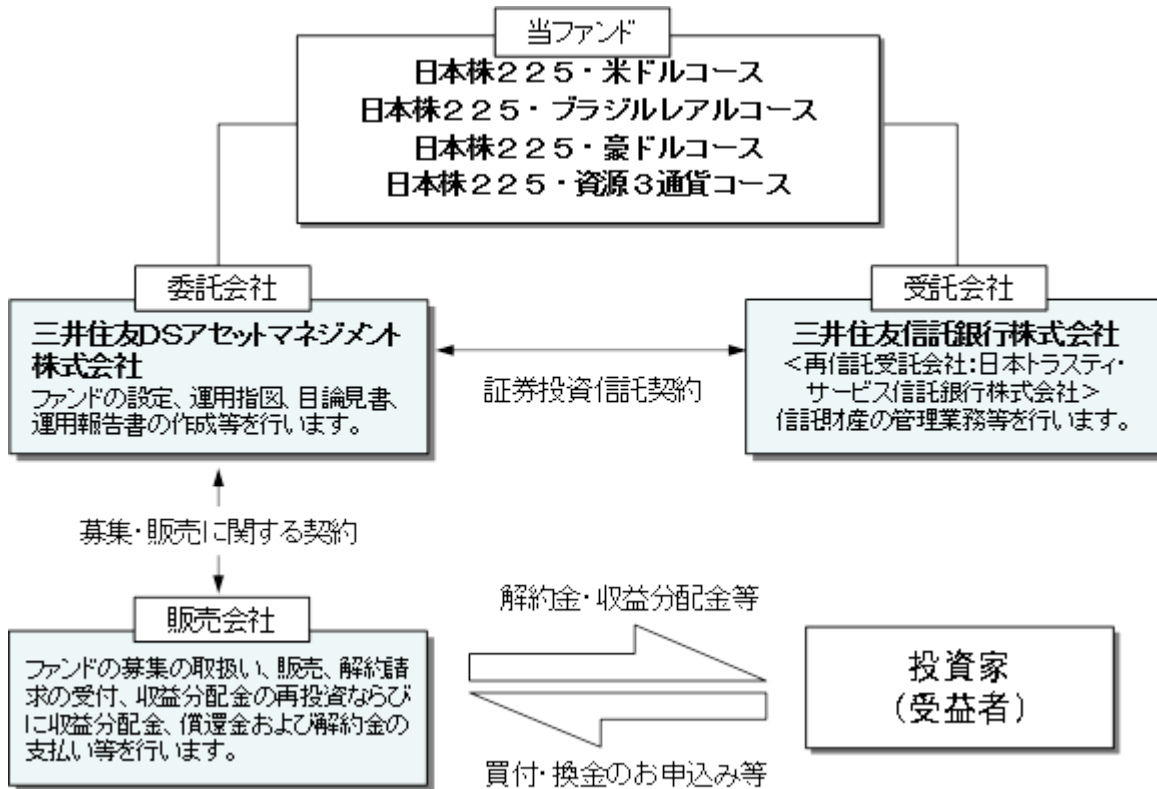 当ファンド
日本株２２５・米ドルコース
日本株２２５・ブラジルレアルコース
日本株２２５・豪ドルコース
日本株２２５・資源３通貨コース
委託会社
三井住友DSアセットマネジメント
株式会社
ファンドの設定、運用指図、目論見書、
運用報告書の作成等を行います。
証券投資信託契約
受託会社
三井住友信託銀行株式会社
＜再信託受託会社：日本トラスティ・
サービス信託銀行株式会社＞
信託財産の管理業務等を行います。
募集・販売に関する契約
販売会社
ファンドの募集の取扱い、販売、解約請
求の受付、収益分配金の再投資ならび
に収益分配金、償還金および解約金の
支払い等を行います。
解約金・収益分配金等
買付・換金のお申込み等
投資家
（受益者）